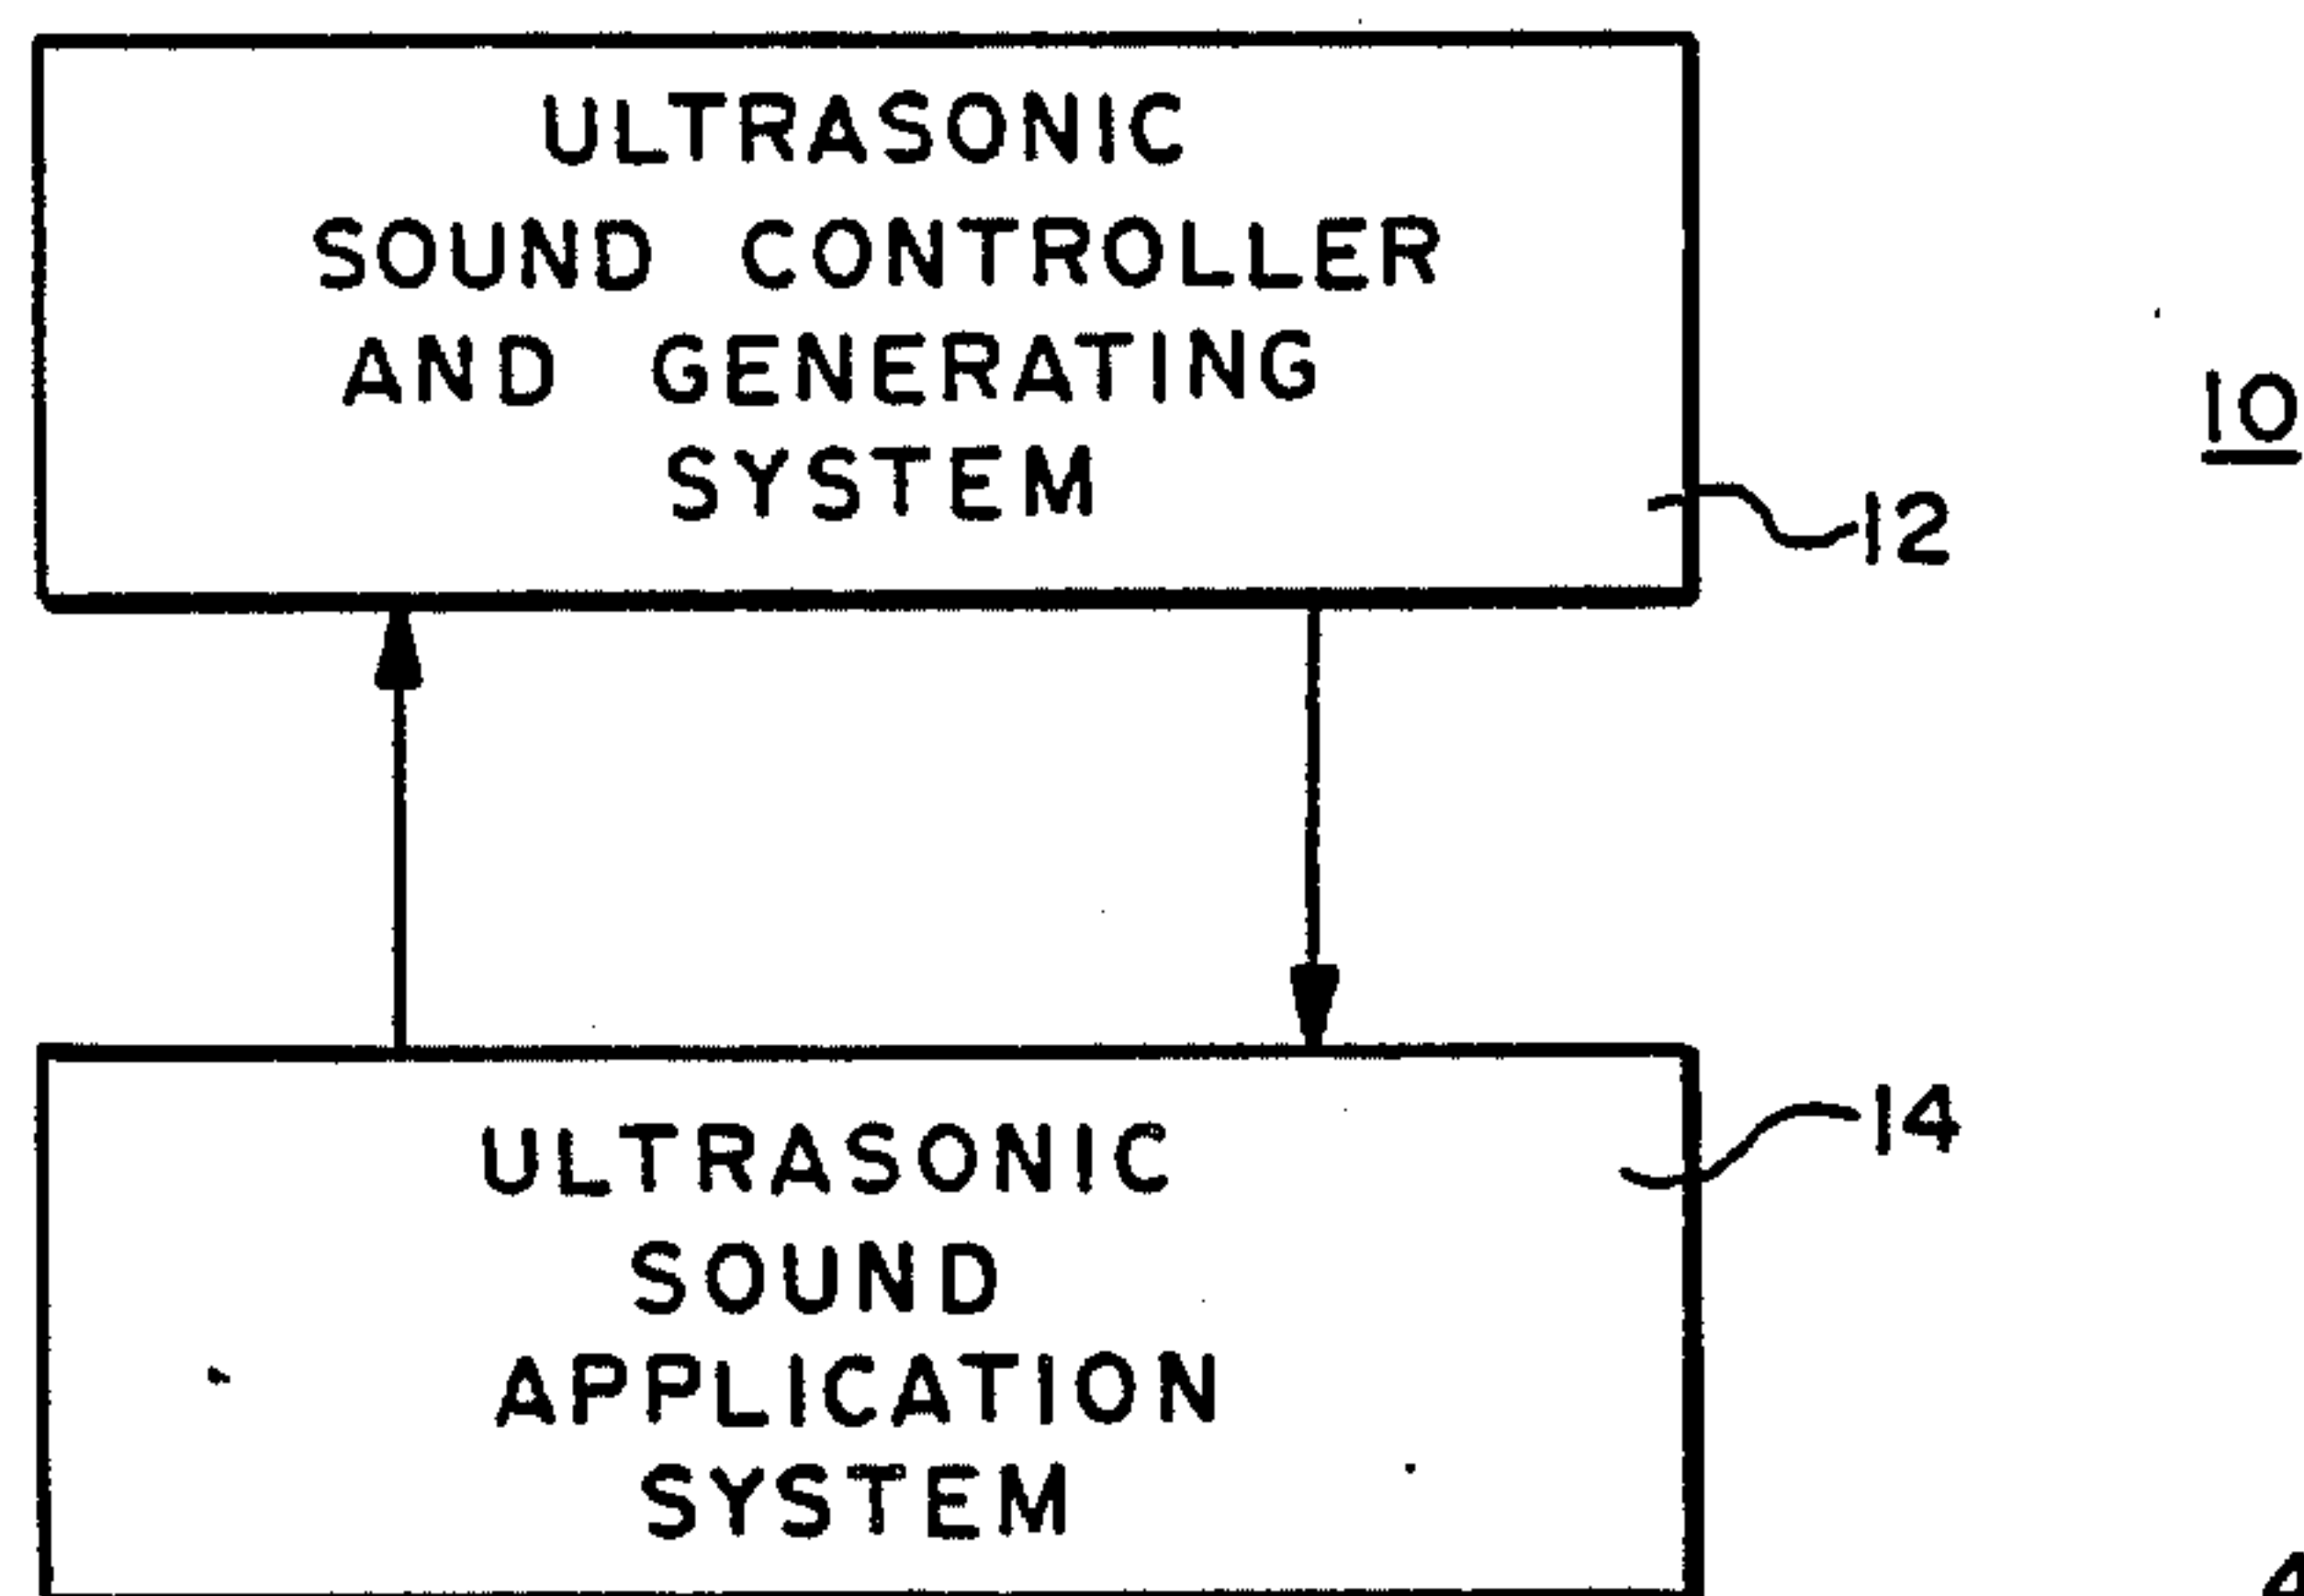 ULTRASONIC
SOUND CONTROLLER
AND GENERATING
SYSTEM
10
12
14
ULTRASONIC
SOUND
APPLICATION
SYSTEM